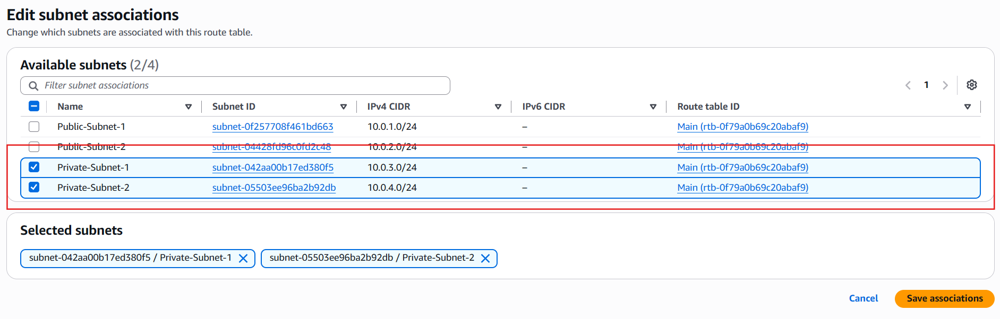 Edit subnet associations
Change which subnets are associated with this route table.
Available subnets (2/4)
Filter subnet associations
1
Name Subnet ID IPv4 CIDR IPv6 CIDR Route table ID
Public-Subnet-1 subnet-0f257708f461bd663 10.0.1.0/24 – Main (rtb-0f79a0b69c20abaf9)
Public-Subnet-2 subnet-04428fd96c0fd2c48 10.0.2.0/24 – Main (rtb-0f79a0b69c20abaf9)
Private-Subnet-1 subnet-042aa00b17ed380f5 10.0.3.0/24 – Main (rtb-0f79a0b69c20abaf9)
Private-Subnet-2 subnet-05503ee96ba2b92db 10.0.4.0/24 – Main (rtb-0f79a0b69c20abaf9)
Selected subnets
subnet-042aa00b17ed380f5 / Private-Subnet-1 subnet-05503ee96ba2b92db / Private-Subnet-2
Cancel Save associations